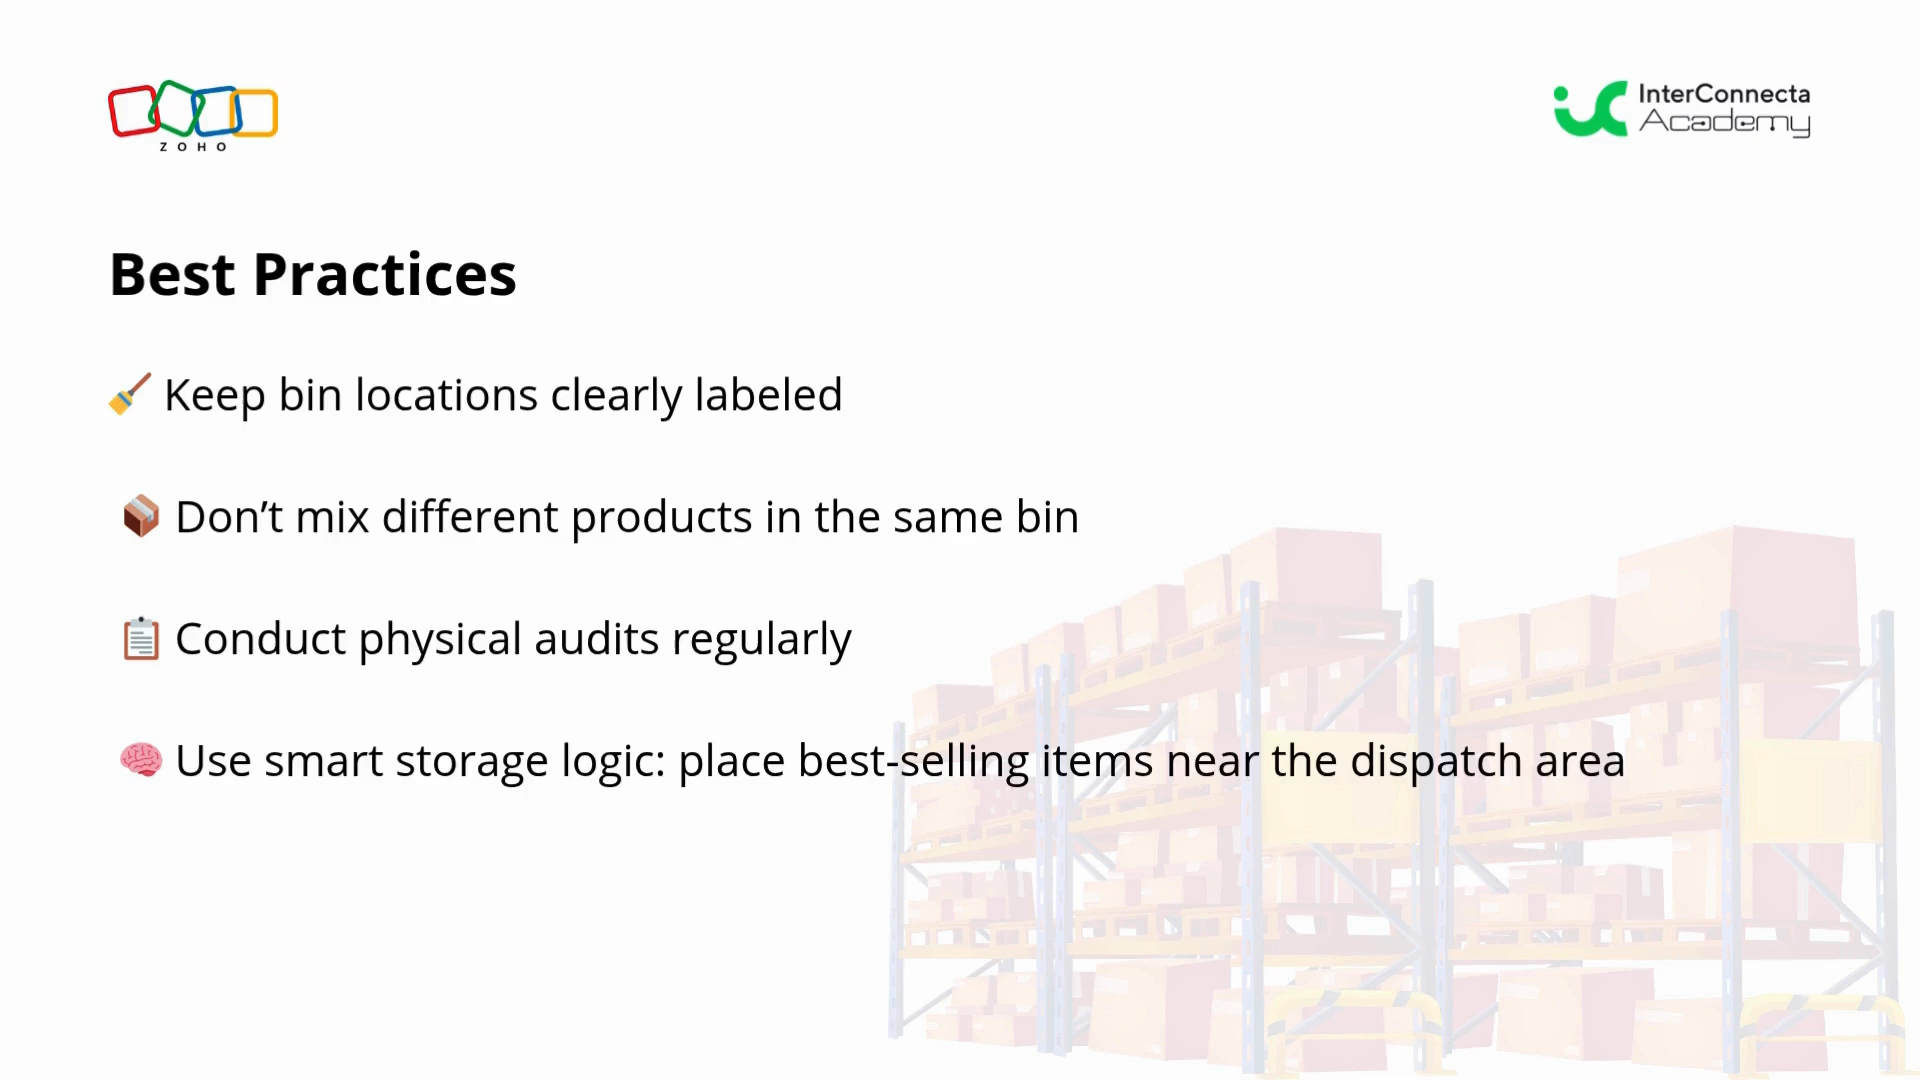 ZOHO
InterConnecta
Academy
Best Practices
🧹 Keep bin locations clearly labeled
📦 Don’t mix different products in the same bin
📋 Conduct physical audits regularly
🧠 Use smart storage logic: place best-selling items near the dispatch area